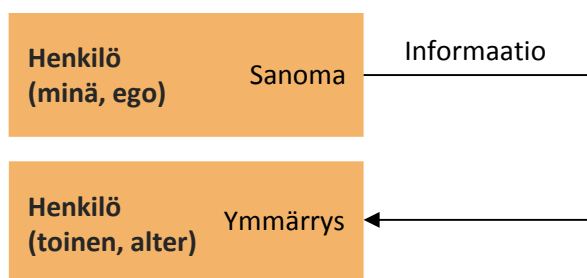 Henkilö
(minä, ego)
Sanoma
Informaatio
Henkilö
(toinen, alter)
Ymmärrys